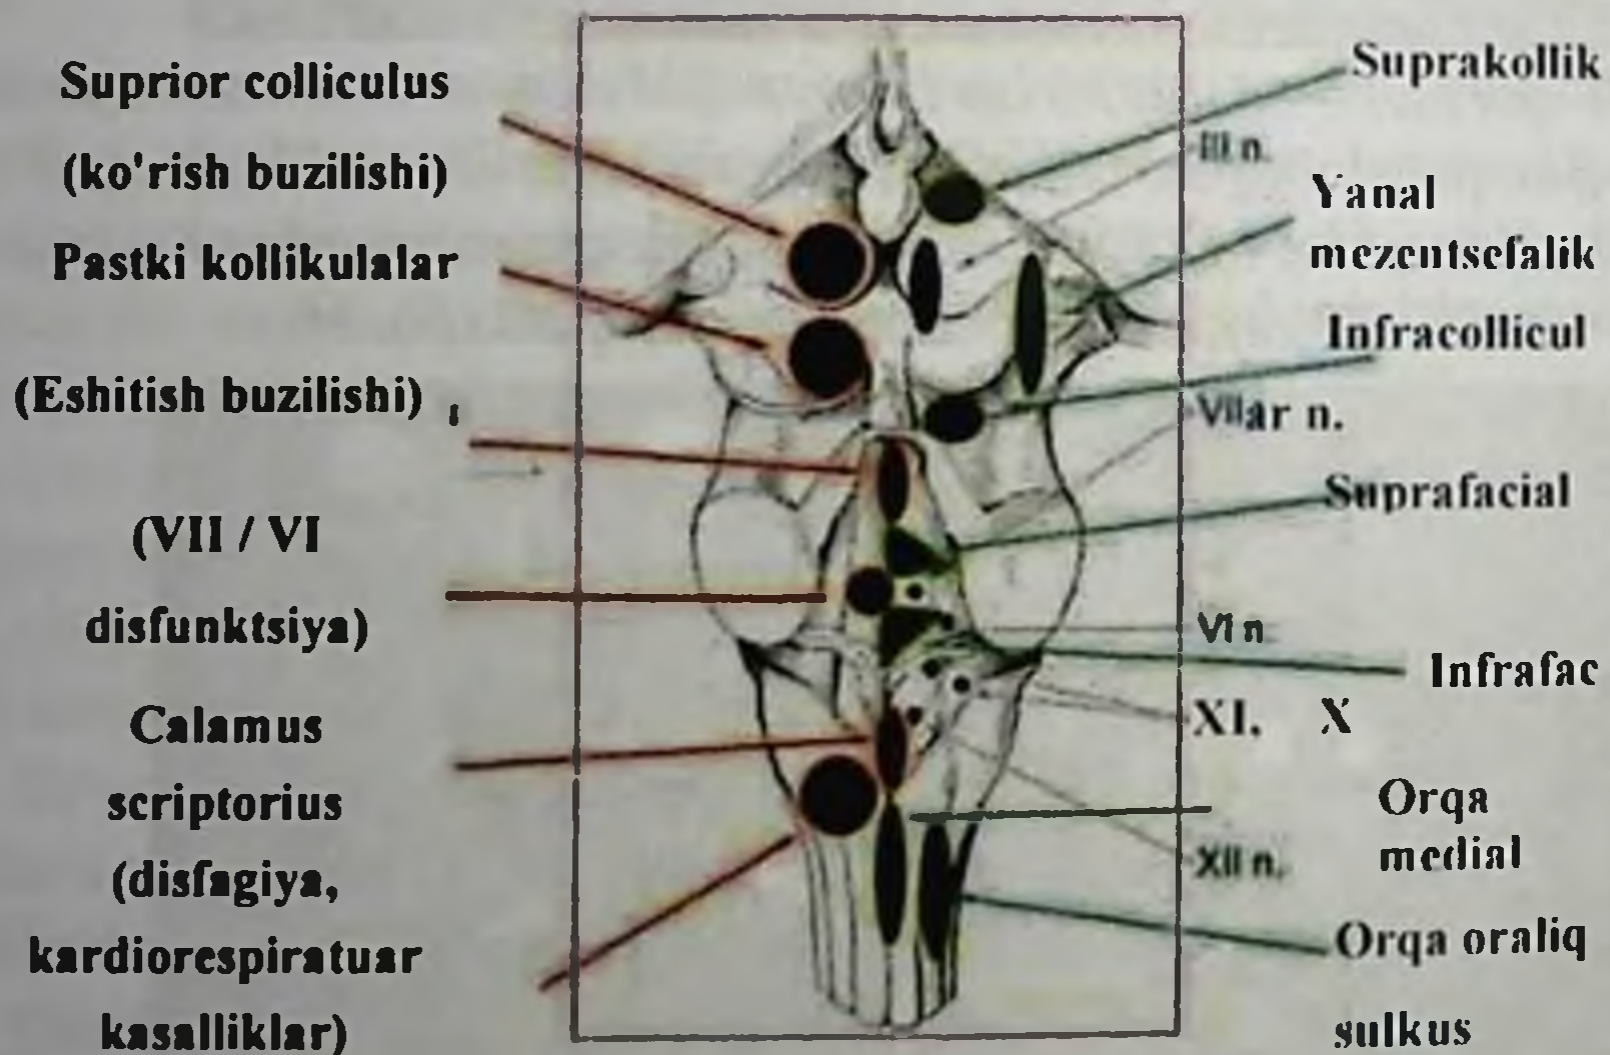 Suprior colliculus
(ko'rish buzilishi)
Pastki kollikulalar
(Eshitish buzilishi)
(VII / VI
disfunktsiya)
Calamus
scriptorius
(disfagiya,
kardiorespiratuar
kasalliklar)
Suprakollik
III n.
Yanal
mezentsefalik
Infracollicul
VIIar n.
Suprafacial
VI n
Infrafac
XI, X
Orqa
medial
XII n.
Orqa oraliq
sulkus